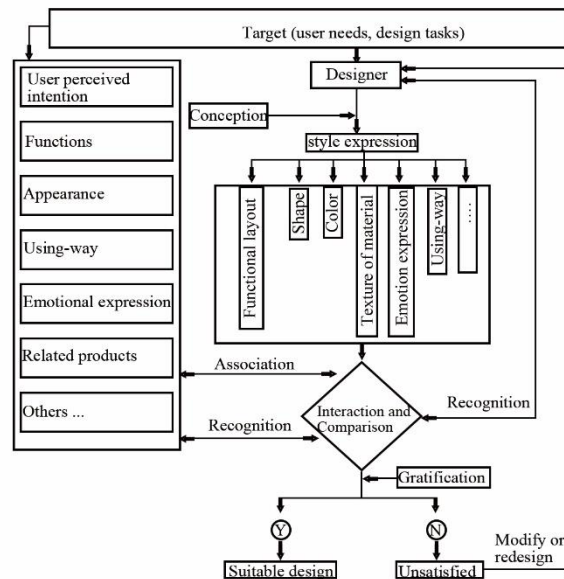 Target (user needs, design tasks)
User perceived
intention
Functions
Appearance
Using-way
Emotional expression
Related products
Others ...
Designer
Conception
style expression
Functional layout
Shape
Color
Texture of material
Emotion expression
Using-way
....
Association
Recognition
Interaction and
Comparison
Recognition
Gratification
Y
N
Suitable design
Unsatisfied
Modify or
redesign